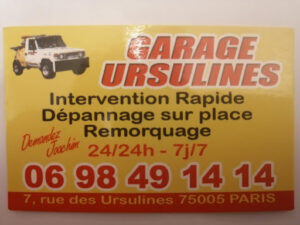 GARAGE
URSULINES
Intervention Rapide
Dépannage sur place
Remorquage
Demandez
Joachim
24/24h - 7j/7
06 98 49 14 14
7, rue des Ursulines 75005 PARIS